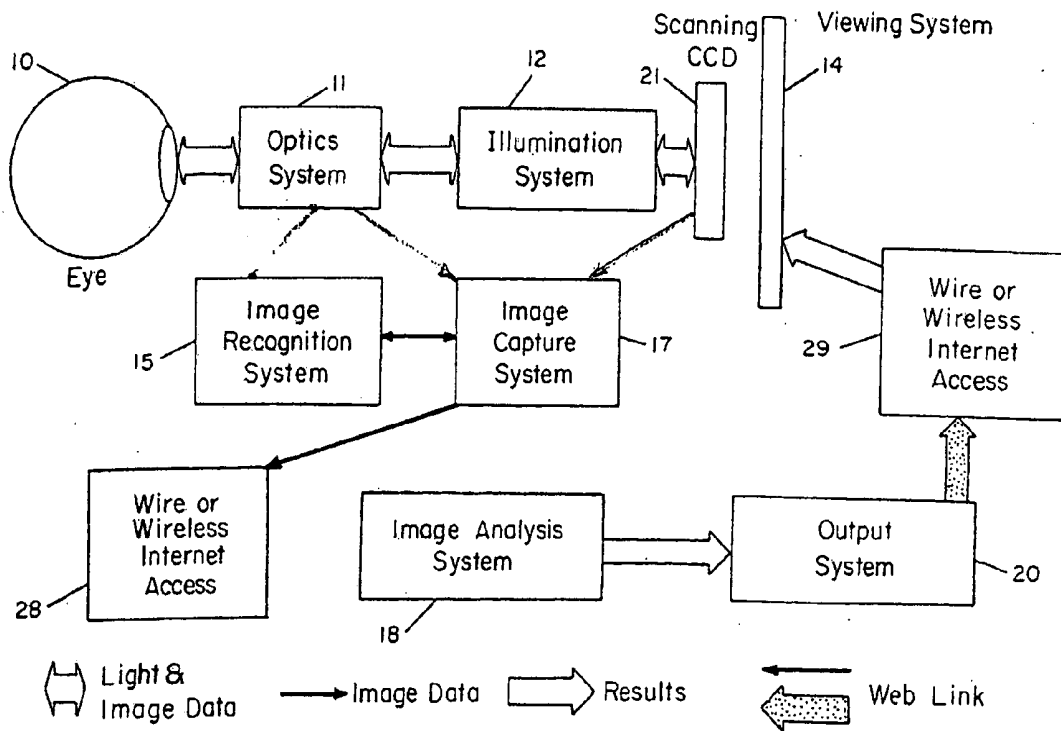 Scanning
CCD
Viewing System
10
11
12
21
14
Optics
System
Illumination
System
Eye
Image
Recognition
System
15
Image
Capture
System
17
Wire or
Wireless
Internet
Access
29
Wire or
Wireless
Internet
Access
28
Image Analysis
System
18
Output
System
20
Light &
Image Data
Image Data
Results
Web Link